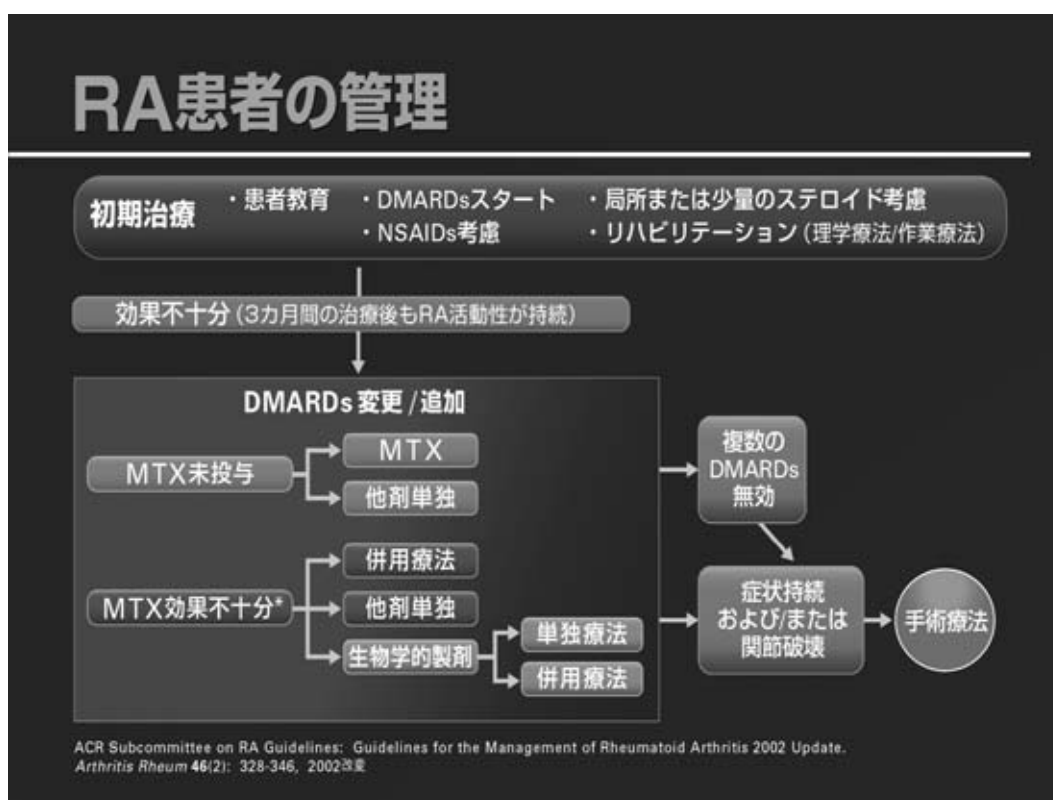 RA患者の管理
初期治療
・患者教育
・DMARDsスタート
・NSAIDs考慮
・局所または少量のステロイド考慮
・リハビリテーション(理学療法/作業療法)
効果不十分(3カ月間の治療後もRA活動性が持続)
DMARDs変更/追加
MTX未投与
MTX
他剤単独
MTX効果不十分*
併用療法
他剤単独
生物学的製剤
単独療法
併用療法
複数の
DMARDs
無効
症状持続
および/または
関節破壊
手術療法
ACR Subcommittee on RA Guidelines: Guidelines for the Management of Rheumatoid Arthritis 2002 Update.
Arthritis Rheum 46(2): 328-346, 2002改変